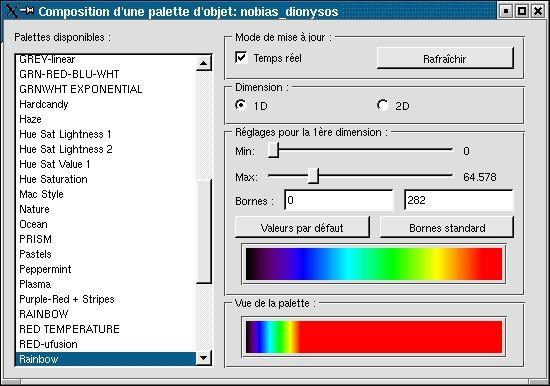 Composition d'une palette d'objet: nobias_dionysos
Palettes disponibles :
GREY-linear
GRN-RED-BLU-WHT
GRNWHT EXPONENTIAL
Hardcandy
Haze
Hue Sat Lightness 1
Hue Sat Lightness 2
Hue Sat Value 1
Hue Saturation
Mac Style
Nature
Ocean
PRISM
Pastels
Peppermint
Plasma
Purple-Red + Stripes
RAINBOW
RED TEMPERATURE
RED-ufusion
Rainbow
Mode de mise à jour :
Temps réel
Rafraîchir
Dimension :
1D 2D
Réglages pour la 1ère dimension :
Min: 0
Max: 64.578
Bornes : 0 282
Valeurs par défaut Bornes standard
Vue de la palette :